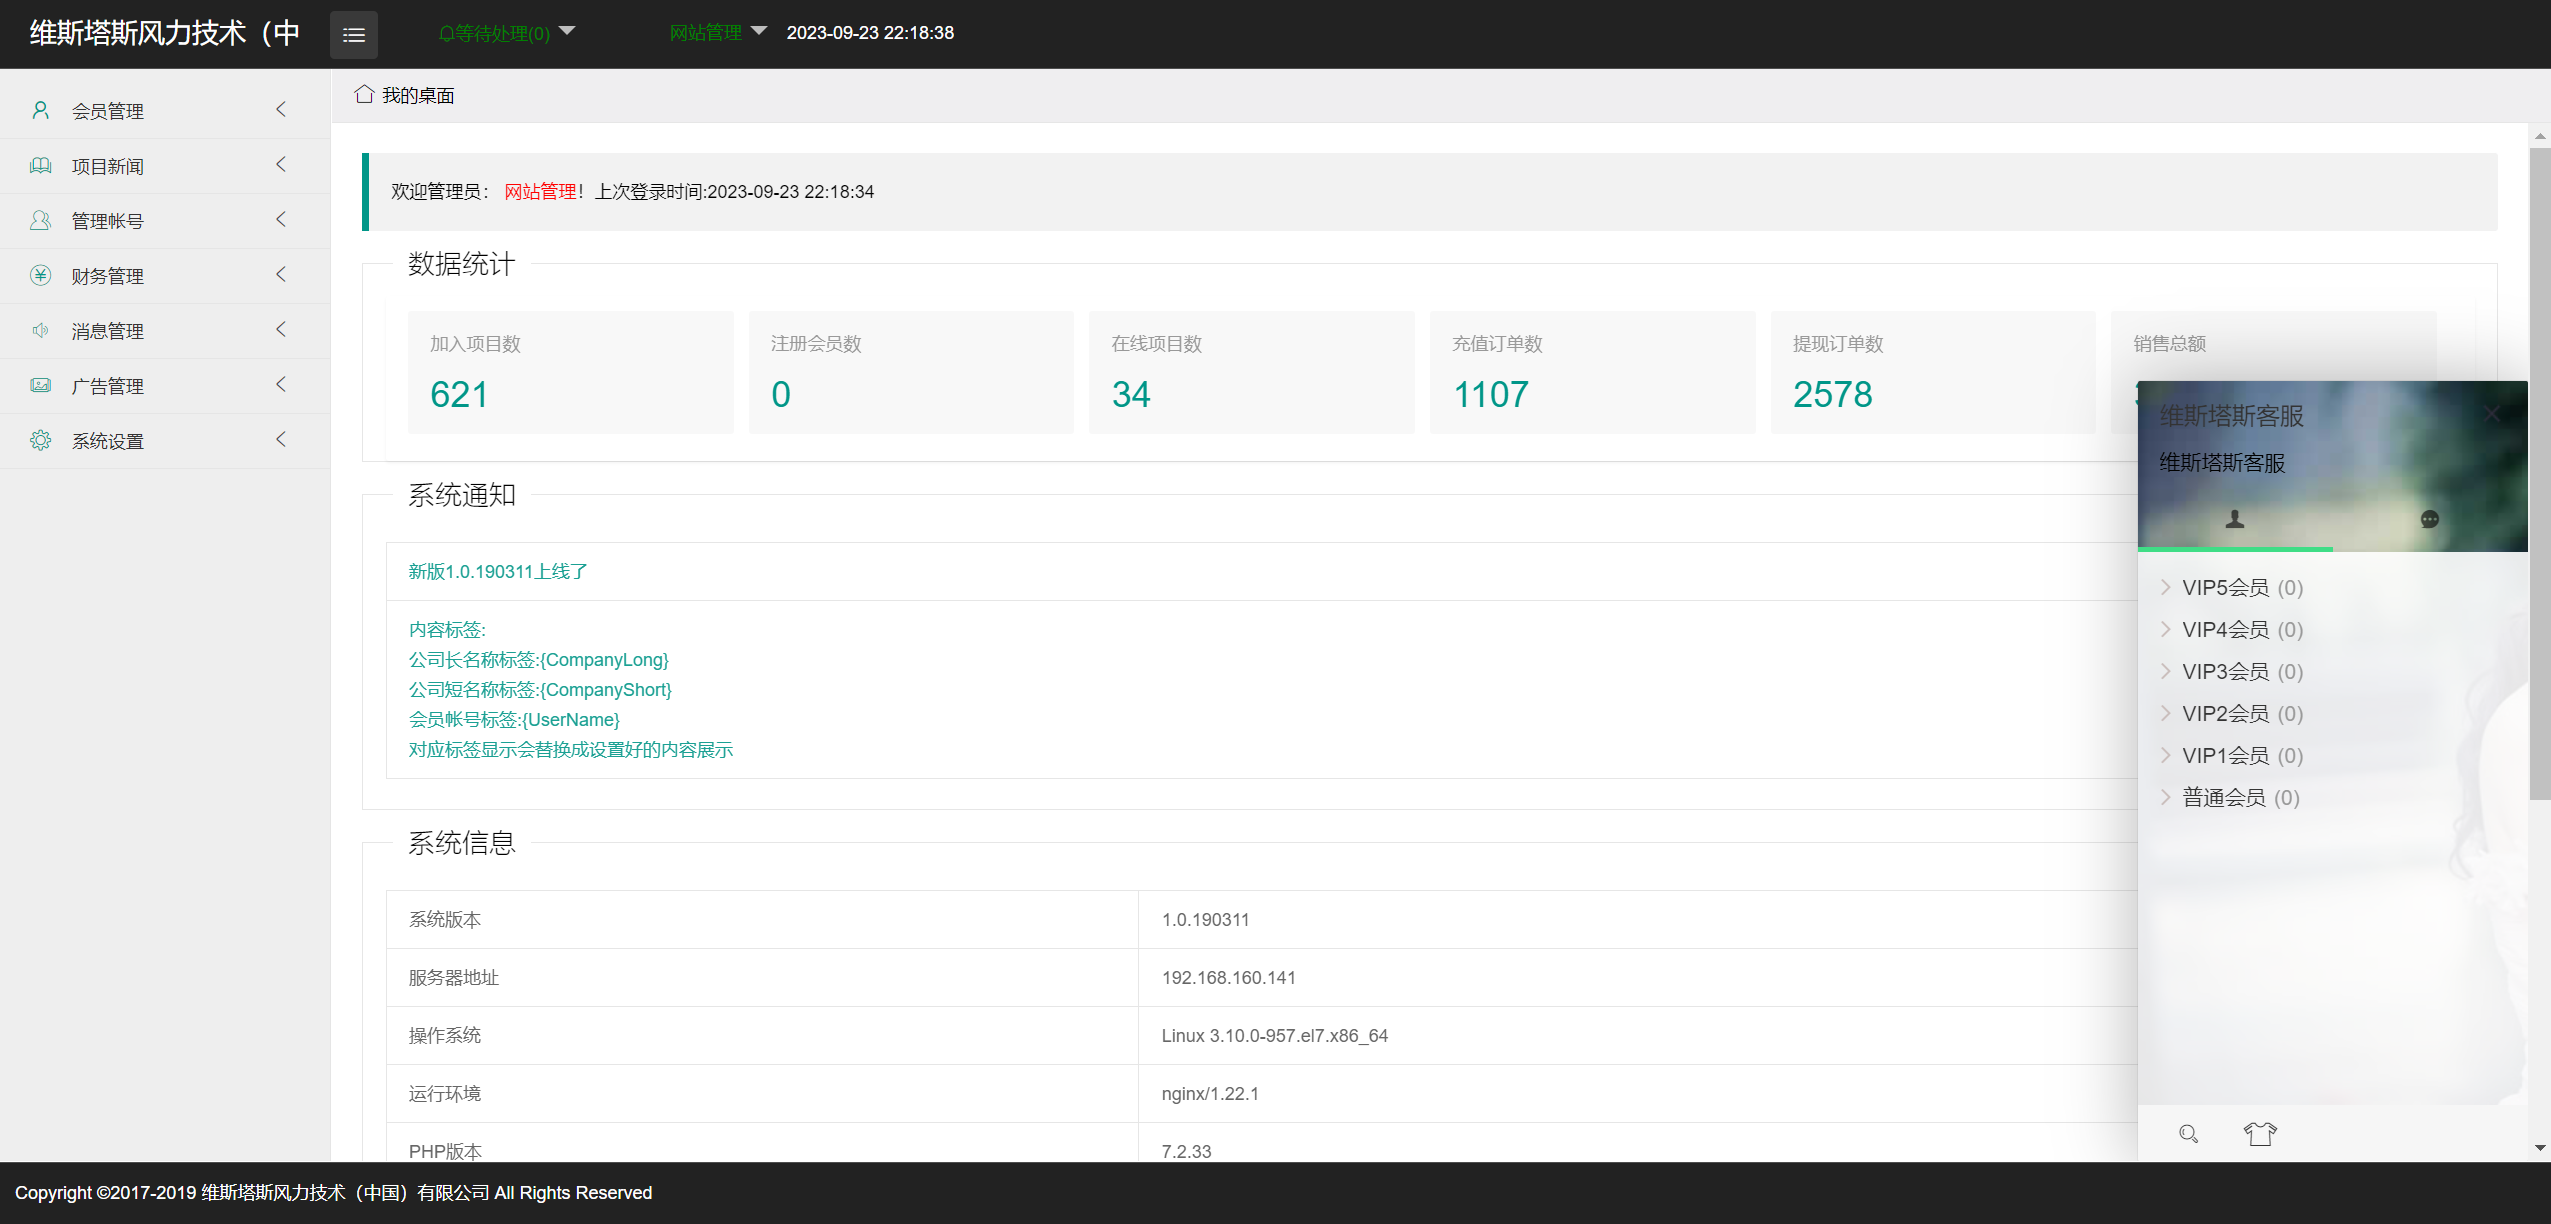 维斯塔斯风力技术（中
等待处理(0)
网站管理
2023-09-23 22:18:38
会员管理
项目新闻
管理帐号
财务管理
消息管理
广告管理
系统设置
我的桌面
欢迎管理员： 网站管理！上次登录时间:2023-09-23 22:18:34
数据统计
加入项目数
621
注册会员数
0
在线项目数
34
充值订单数
1107
提现订单数
2578
销售总额
系统通知
新版1.0.190311上线了
内容标签:
公司长名称标签:{CompanyLong}
公司短名称标签:{CompanyShort}
会员帐号标签:{UserName}
对应标签显示会替换成设置好的内容展示
系统信息
系统版本 1.0.190311
服务器地址 192.168.160.141
操作系统 Linux 3.10.0-957.el7.x86_64
运行环境 nginx/1.22.1
PHP版本 7.2.33
维斯塔斯客服
维斯塔斯客服
VIP5会员 (0)
VIP4会员 (0)
VIP3会员 (0)
VIP2会员 (0)
VIP1会员 (0)
普通会员 (0)
Copyright ©2017-2019 维斯塔斯风力技术（中国）有限公司 All Rights Reserved